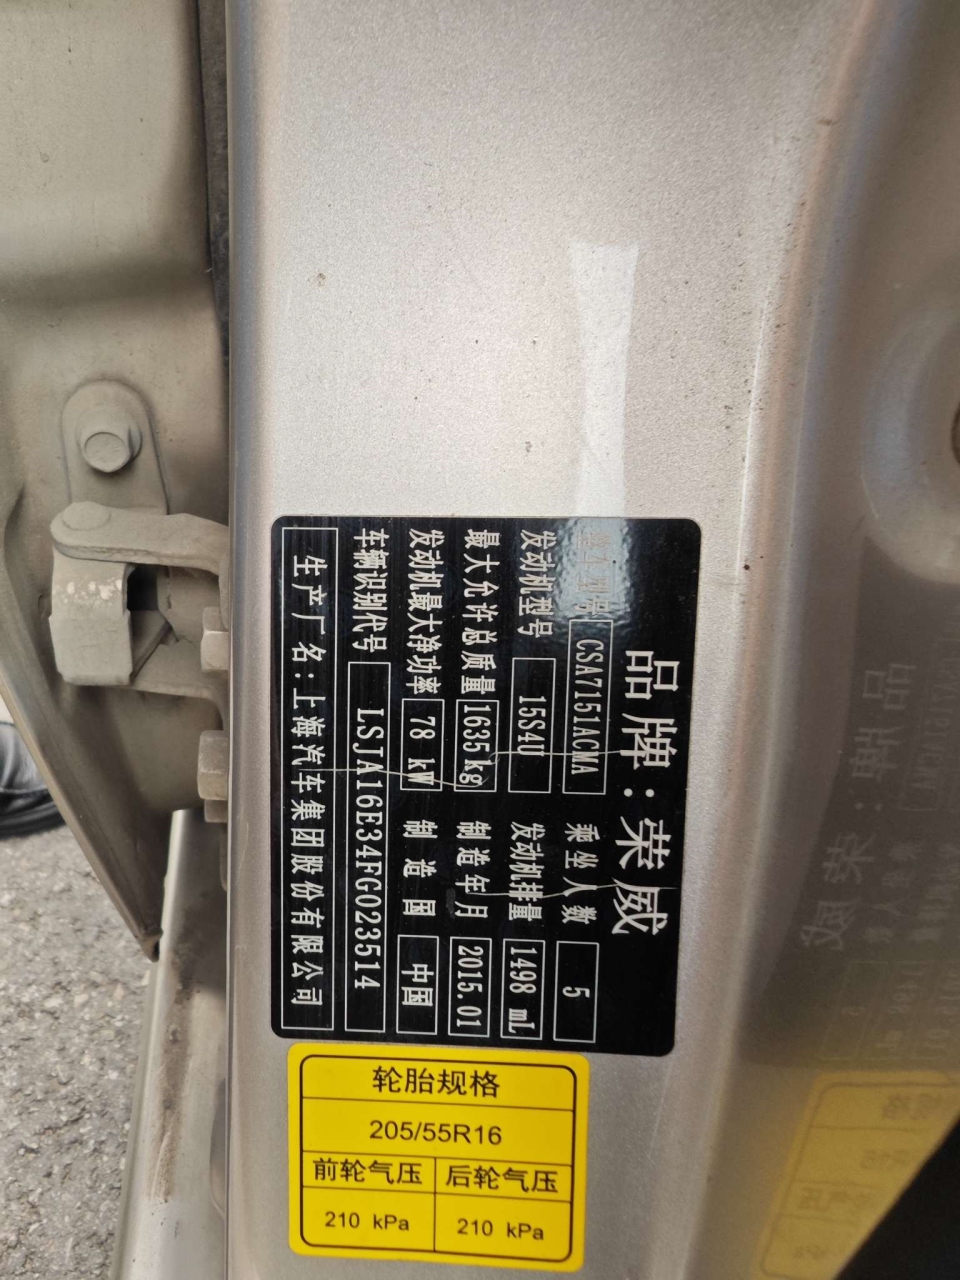 品牌：荣威
整车型号 CSA7151ACMA 乘坐人数 5
发动机型号 15S4U 发动机排量 1498 mL
最大允许总质量 1635kg 制造年月 2015.01
发动机最大净功率 78 kW 制造国 中国
车辆识别代号 LSJA16E34FG023514
生产厂名：上海汽车集团股份有限公司
轮胎规格
205/55R16
前轮气压 后轮气压
210 kPa 210 kPa